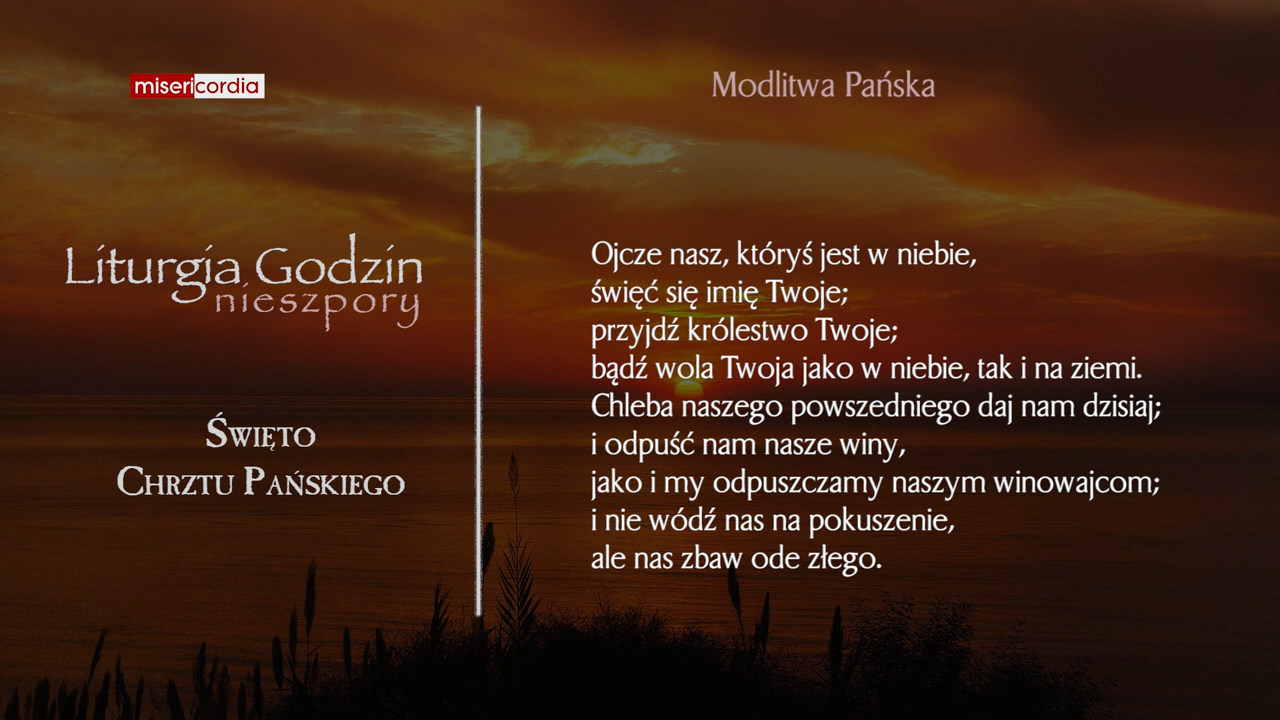 misericordia
Liturgia Godzin
nieszpory
Święto
Chrztu Pańskiego
Modlitwa Pańska
Ojcze nasz, któryś jest w niebie,
święć się imię Twoje;
przyjdź królestwo Twoje;
bądź wola Twoja jako w niebie, tak i na ziemi.
Chleba naszego powszedniego daj nam dzisiaj;
i odpuść nam nasze winy,
jako i my odpuszczamy naszym winowajcom;
i nie wódź nas na pokuszenie,
ale nas zbaw ode złego.